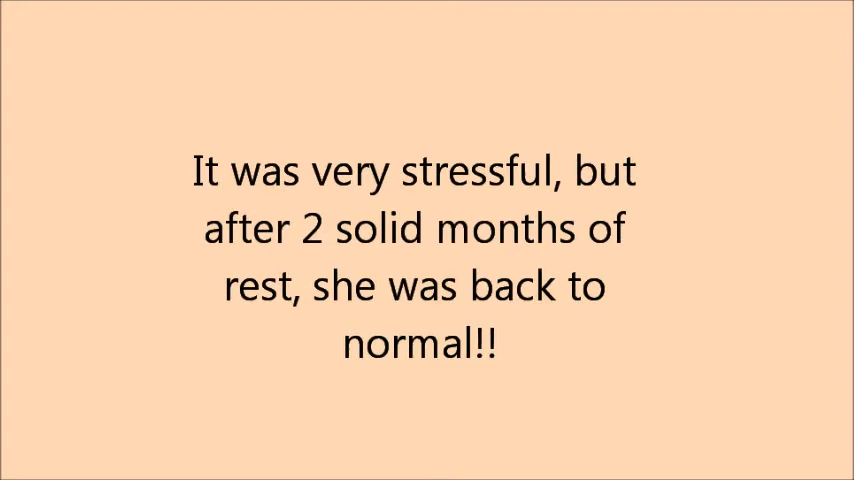 It was very stressful, but
after 2 solid months of
rest, she was back to
normal!!